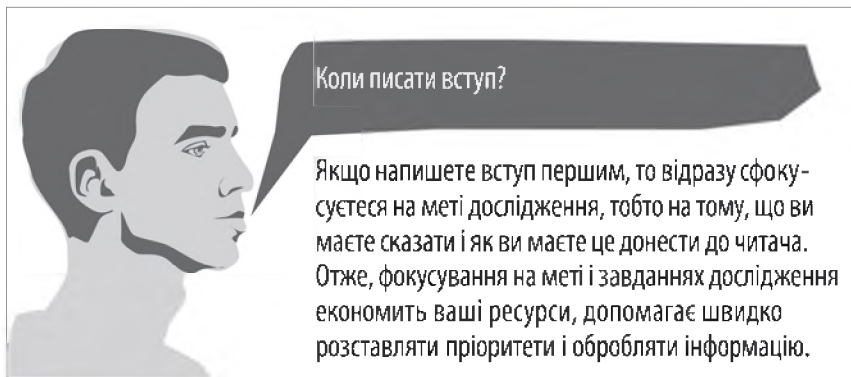 Коли писати вступ?
Якщо напишете вступ першим, то відразу сфоку-
суєтеся на меті дослідження, тобто на тому, що ви
маєте сказати і як ви маєте це донести до читача.
Отже, фокусування на меті і завданнях дослідження
економить ваші ресурси, допомагає швидко
розставляти пріоритети і обробляти інформацію.